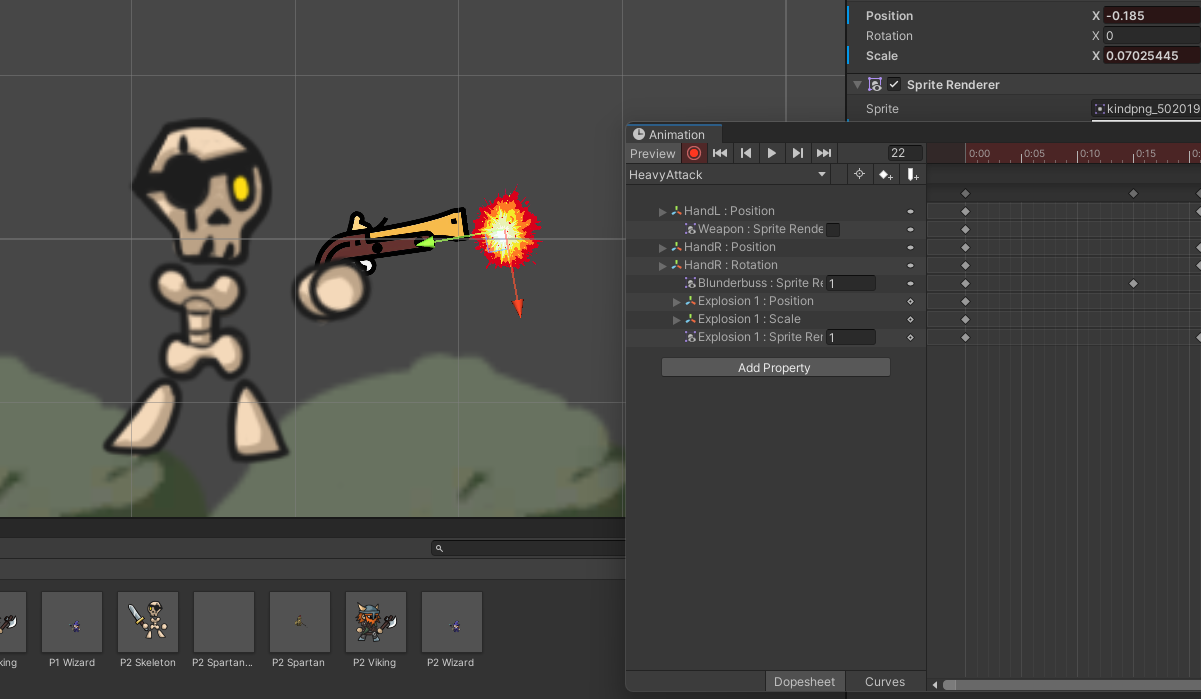 Position X -0.185
Rotation X 0
Scale X 0.07025445
Sprite Renderer
Sprite kindpng_502019
Animation
Preview 22 0:00 0:05 0:10 0:15
HeavyAttack
HandL : Position
Weapon : Sprite Rende
HandR : Position
HandR : Rotation
Blunderbuss : Sprite Re 1
Explosion 1 : Position
Explosion 1 : Scale
Explosion 1 : Sprite Rer 1
Add Property
king P1 Wizard P2 Skeleton P2 Spartan... P2 Spartan P2 Viking P2 Wizard
Dopesheet Curves